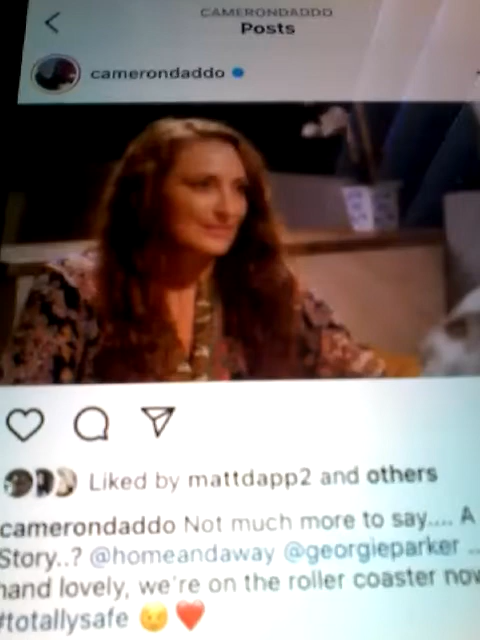 CAMERONDADDO
Posts
camerondaddo
Liked by mattdapp2 and others
camerondaddo Not much more to say.... A
Story..? @homeandaway @georgieparker ..
hand lovely, we're on the roller coaster now
#totallysafe 😉❤️